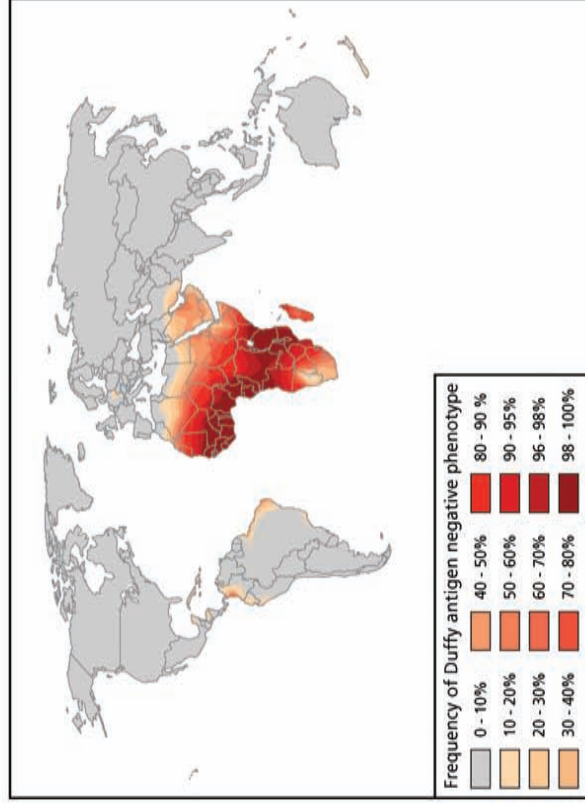 Frequency of Duffy antigen negative phenotype
0 - 10%
10 - 20%
20 - 30%
30 - 40%
40 - 50%
50 - 60%
60 - 70%
70 - 80%
80 - 90 %
90 - 95%
96 - 98%
98 - 100%